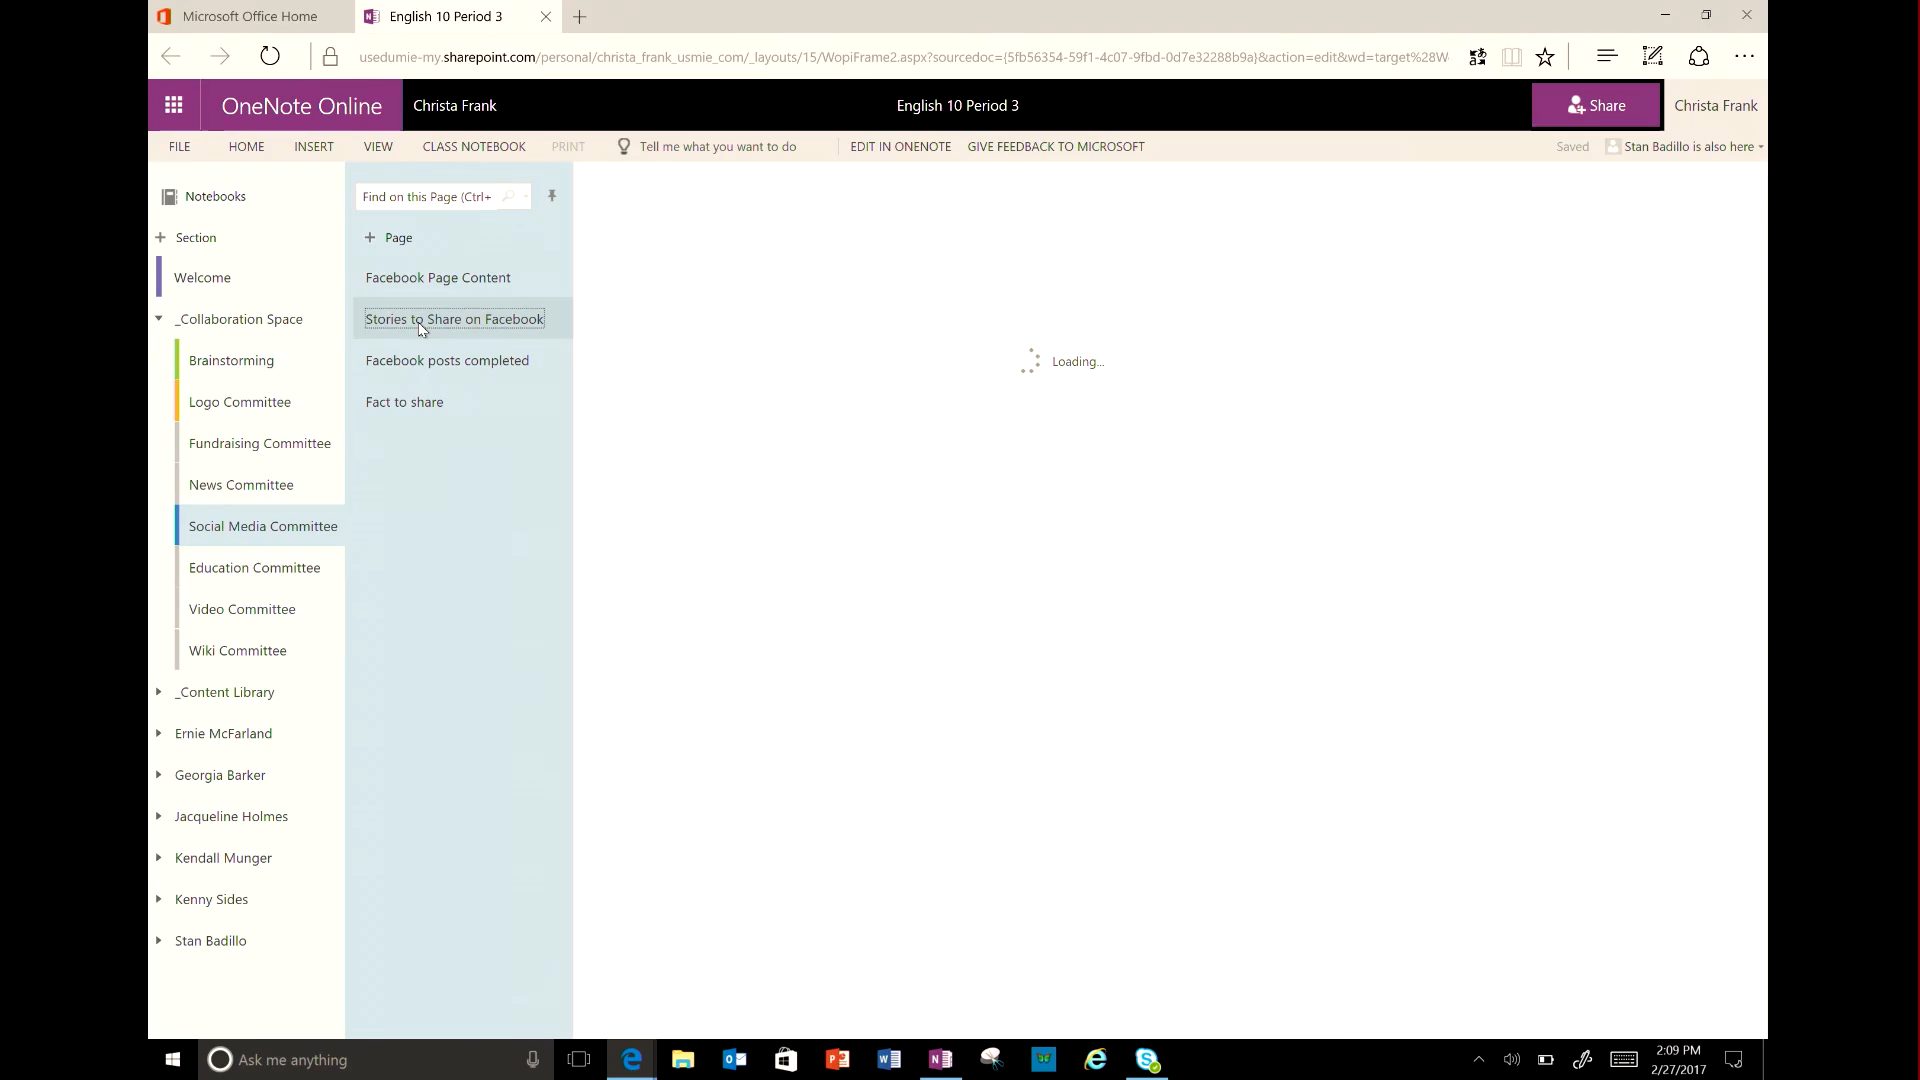 Microsoft Office Home
English 10 Period 3
usedumie-my.sharepoint.com/personal/christa_frank_usmie_com/_layouts/15/WopiFrame2.aspx?sourcedoc={5fb56354-59f1-4c07-9fbd-0d7e32288b9a}&action=edit&wd=target%28W
OneNote Online
Christa Frank
English 10 Period 3
Share
Christa Frank
FILE
HOME
INSERT
VIEW
CLASS NOTEBOOK
PRINT
Tell me what you want to do
EDIT IN ONENOTE
GIVE FEEDBACK TO MICROSOFT
Saved
Stan Badillo is also here
Notebooks
Section
Welcome
_Collaboration Space
Brainstorming
Logo Committee
Fundraising Committee
News Committee
Social Media Committee
Education Committee
Video Committee
Wiki Committee
_Content Library
Ernie McFarland
Georgia Barker
Jacqueline Holmes
Kendall Munger
Kenny Sides
Stan Badillo
Find on this Page (Ctrl+
Page
Facebook Page Content
Stories to Share on Facebook
Facebook posts completed
Fact to share
Loading...
Ask me anything
2:09 PM
2/27/2017